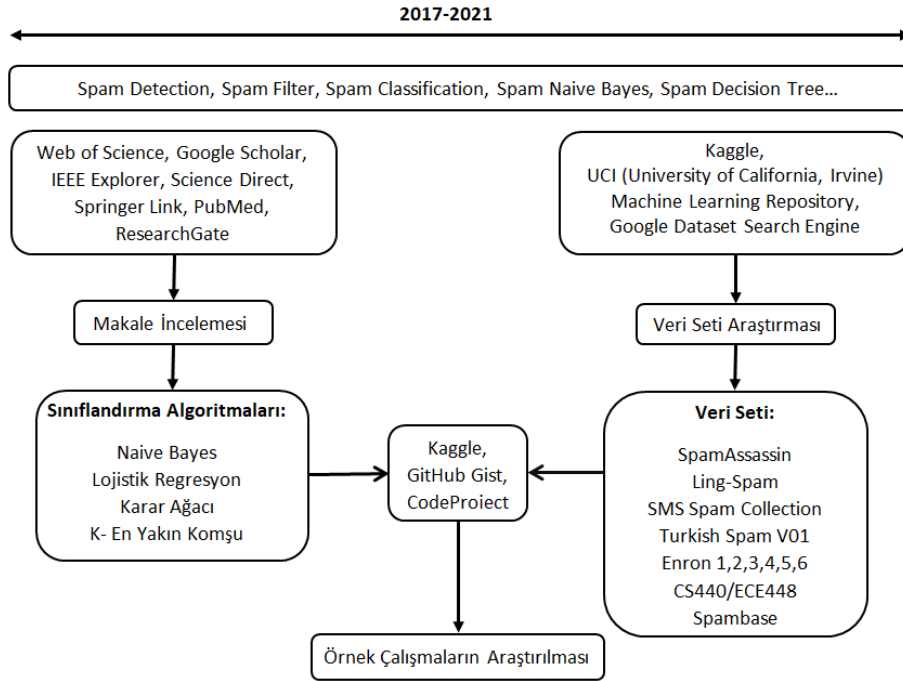 2017-2021
Spam Detection, Spam Filter, Spam Classification, Spam Naive Bayes, Spam Decision Tree...
Web of Science, Google Scholar,
IEEE Explorer, Science Direct,
Springer Link, PubMed,
ResearchGate
Kaggle,
UCI (University of California, Irvine)
Machine Learning Repository,
Google Dataset Search Engine
Makale İncelemesi
Veri Seti Araştırması
Sınıflandırma Algoritmaları:
Naive Bayes
Lojistik Regresyon
Karar Ağacı
K- En Yakın Komşu
Kaggle,
GitHub Gist,
CodeProiect
Veri Seti:
SpamAssassin
Ling-Spam
SMS Spam Collection
Turkish Spam V01
Enron 1,2,3,4,5,6
CS440/ECE448
Spambase
Örnek Çalışmaların Araştırılması